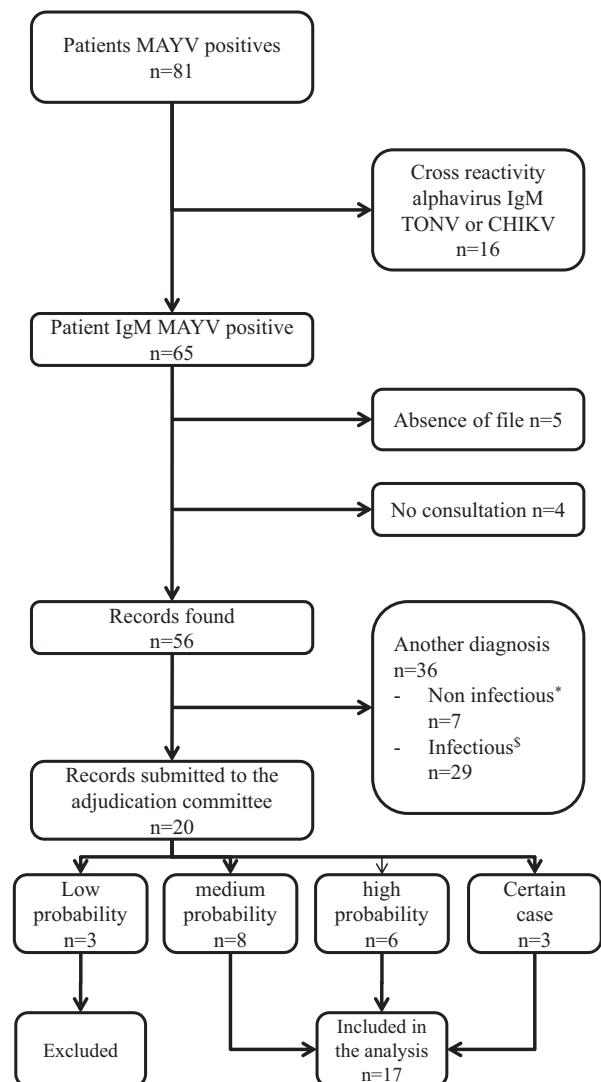 Patients MAYV positives
n=81
Cross reactivity
alphavirus IgM
TONV or CHIKV
n=16
Patient IgM MAYV positive
n=65
Absence of file n=5
No consultation n=4
Records found
n=56
Another diagnosis
n=36
- Non infectious*
n=7
- Infectious$
n=29
Records submitted to the
adjudication committee
n=20
Low
probability
n=3
medium
probability
n=8
high
probability
n=6
Certain
case
n=3
Excluded
Included in
the analysis
n=17